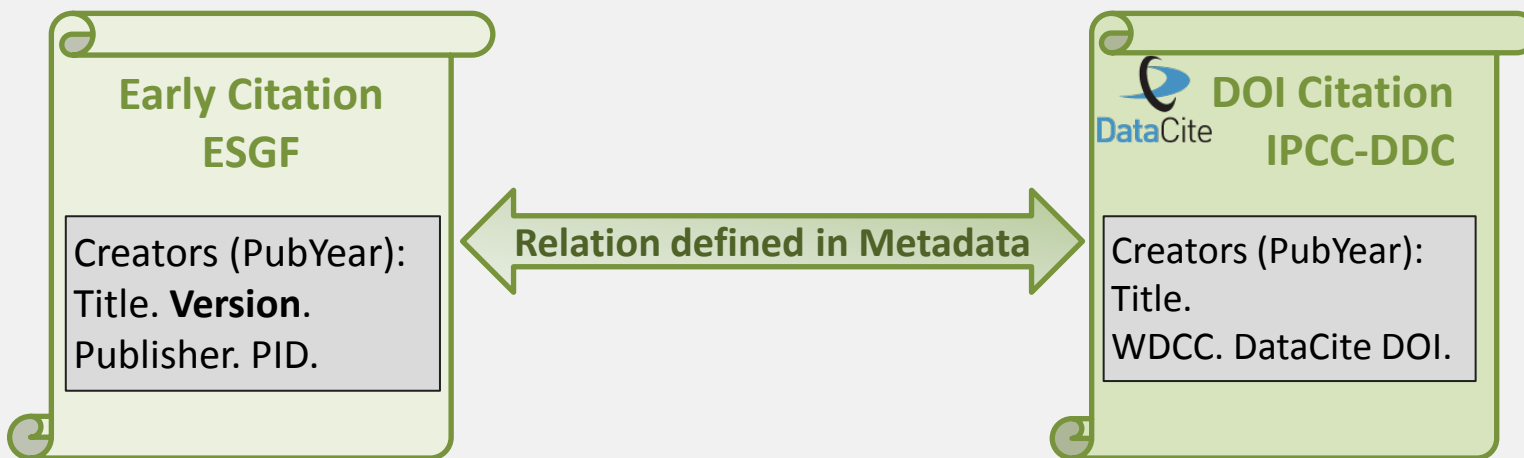 Early Citation
ESGF
Creators (PubYear):
Title. Version.
Publisher. PID.
Relation defined in Metadata
DataCite
DOI Citation
IPCC-DDC
Creators (PubYear):
Title.
WDCC. DataCite DOI.